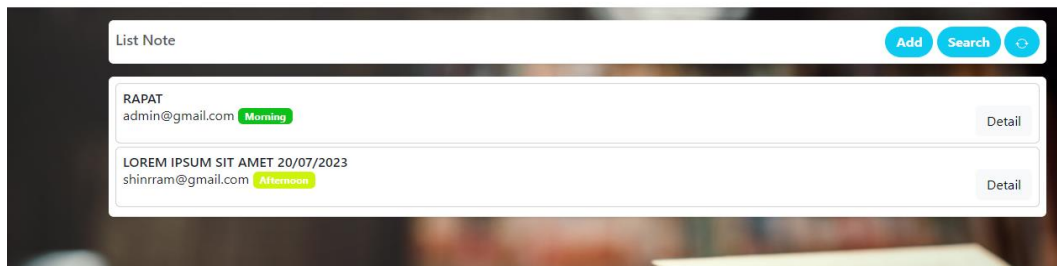 List Note
Add Search
RAPAT
admin@gmail.com Morning
Detail
LOREM IPSUM SIT AMET 20/07/2023
shinrram@gmail.com Afternoon
Detail